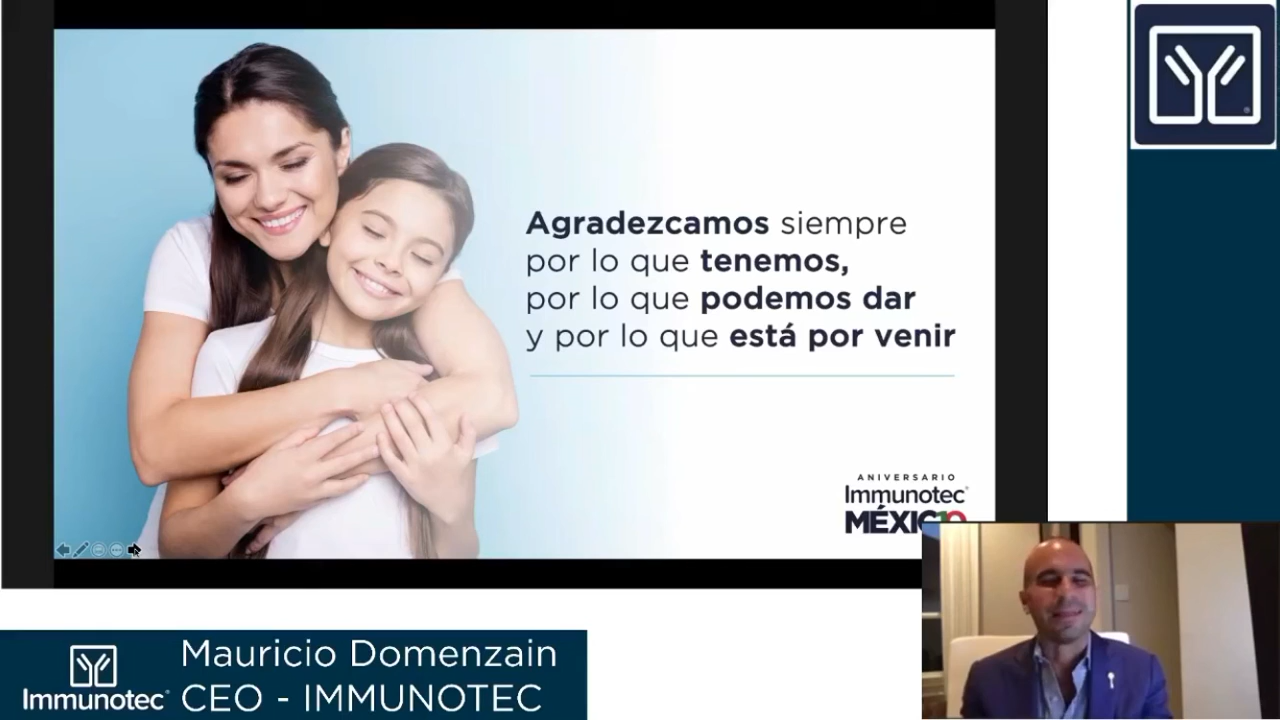 Agradezcamos siempre
por lo que tenemos,
por lo que podemos dar
y por lo que está por venir
ANIVERSARIO
Immunotec®
Immunotec
Mauricio Domenzain
CEO - IMMUNOTEC